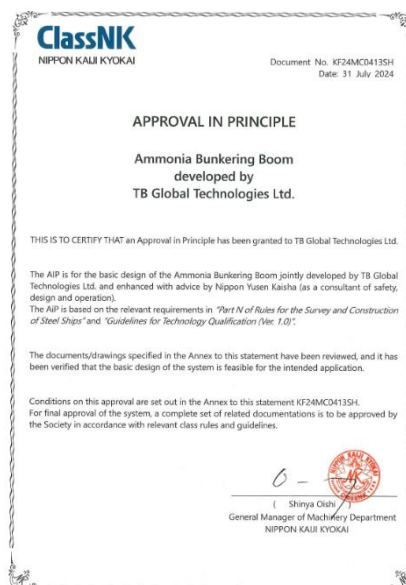 ClassNK
NIPPON KAIJI KYOKAI
Document No. KF24MC0413SH
Date: 31 July 2024
APPROVAL IN PRINCIPLE
Ammonia Bunkering Boom
developed by
TB Global Technologies Ltd.
THIS IS TO CERTIFY THAT an Approval in Principle has been granted to TB Global Technologies Ltd.
The AIP is for the basic design of the Ammonia Bunkering Boom jointly developed by TB Global
Technologies Ltd. and enhanced with advice by Nippon Yusen Kaisha (as a consultant of safety,
design and operation).
The AiP is based on the relevant requirements in "Part N of Rules for the Survey and Construction
of Steel Ships" and "Guidelines for Technology Qualification (Ver. 1.0)".
The documents/drawings specified in the Annex to this statement have been reviewed, and it has
been verified that the basic design of the system is feasible for the intended application.
Conditions on this approval are set out in the Annex to this statement KF24MC0413SH.
For final approval of the system, a complete set of related documentations is to be approved by
the Society in accordance with relevant class rules and guidelines.
( Shinya Oishi )
General Manager of Machinery Department
NIPPON KAIJI KYOKAI